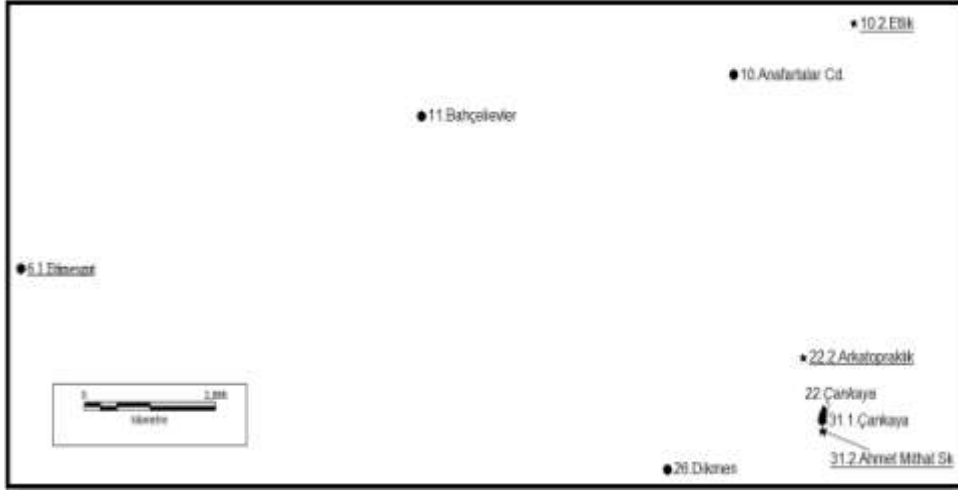 10.2.Etlik
10.Anafartalar Cd.
11.Bahçelievler
22.2.Arkatopraklık
22.Çankaya
31.1.Çankaya
31.2.Ahmet Mithat Sk
26.Dikmen
0
kilometre